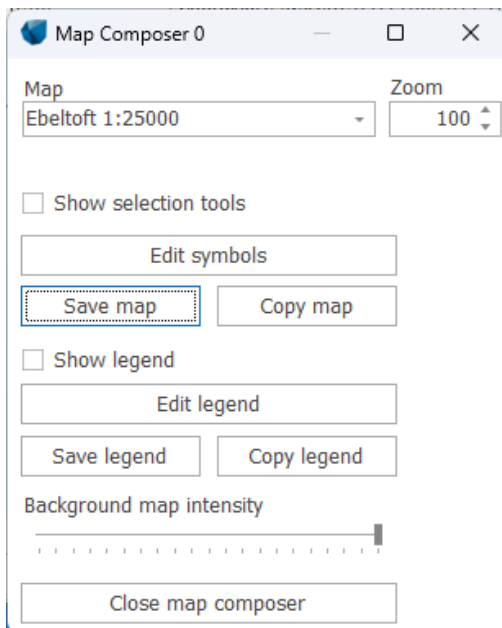 Map Composer 0
Map Zoom
Ebeltoft 1:25000 100
Show selection tools
Edit symbols
Save map Copy map
Show legend
Edit legend
Save legend Copy legend
Background map intensity
Close map composer